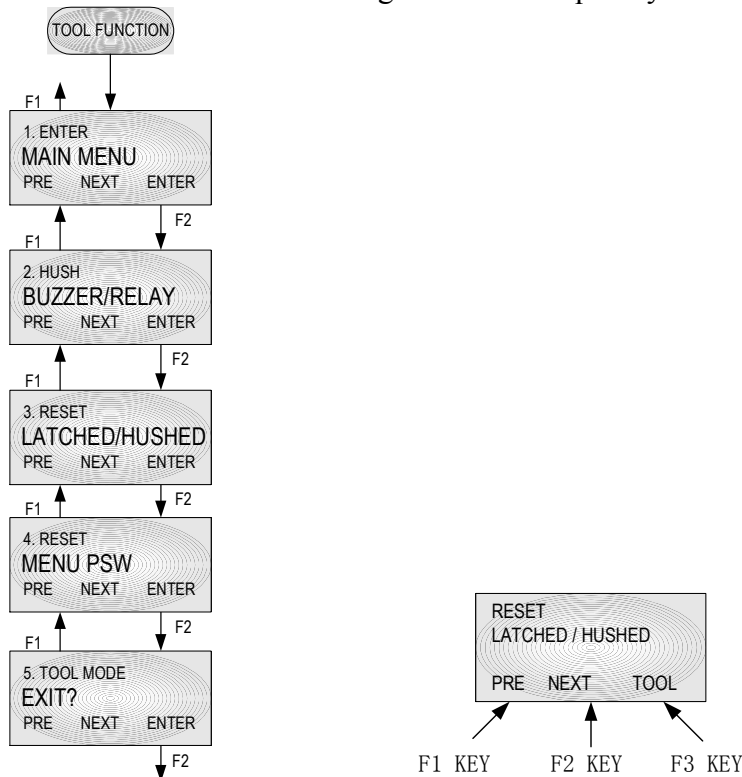 TOOL FUNCTION
F1
1. ENTER
MAIN MENU
PRE NEXT ENTER
F2
F1
2. HUSH
BUZZER/RELAY
PRE NEXT ENTER
F2
F1
3. RESET
LATCHED/HUSHED
PRE NEXT ENTER
F2
F1
4. RESET
MENU PSW
PRE NEXT ENTER
F2
F1
5. TOOL MODE
EXIT?
PRE NEXT ENTER
F2
RESET
LATCHED / HUSHED
PRE NEXT TOOL
F1 KEY F2 KEY F3 KEY